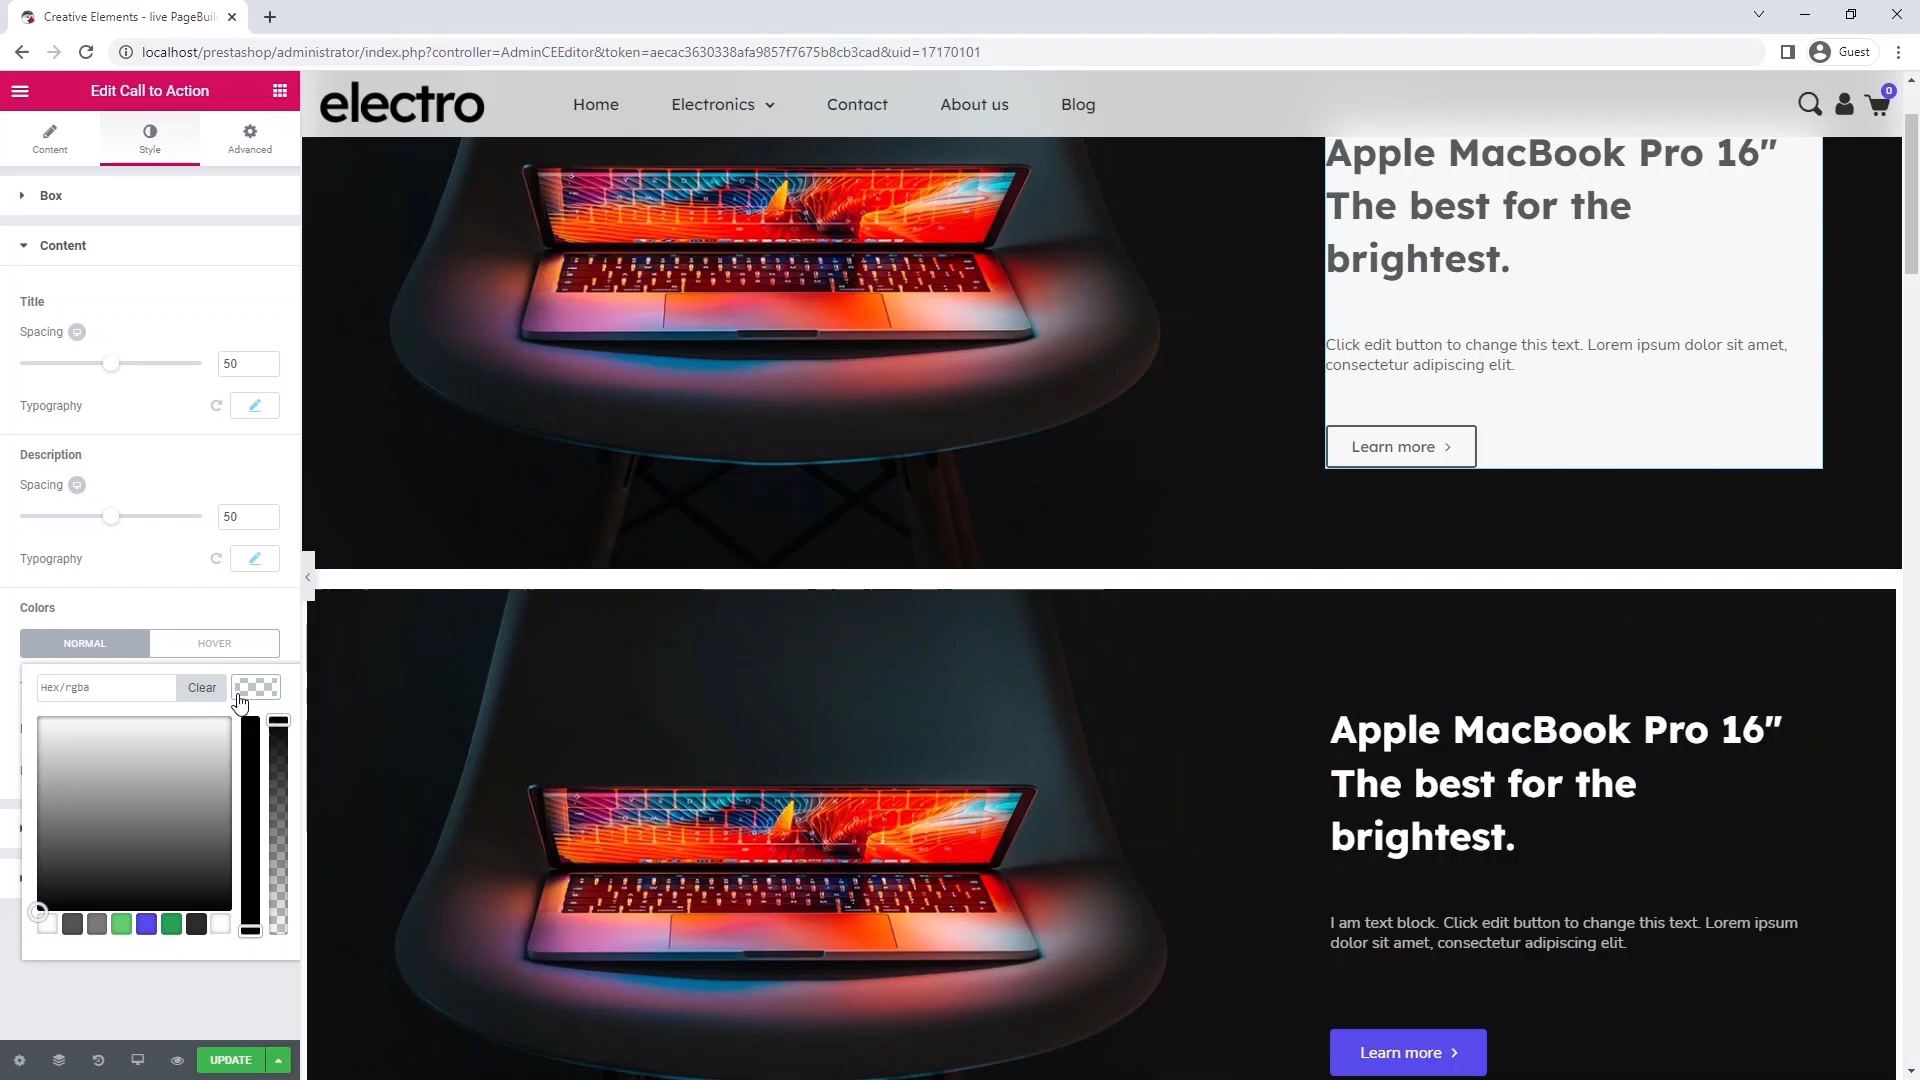 Creative Elements - live PageBuil
localhost/prestashop/administrator/index.php?controller=AdminCEEditor&token=aecac3630338afa9857f7675b8cb3cad&uid=17170101
Guest
Edit Call to Action
Content
Style
Advanced
Box
Content
Title
Spacing
50
Typography
Description
Spacing
50
Typography
Colors
NORMAL
HOVER
Hex/rgba
Clear
UPDATE
electro
Home
Electronics
Contact
About us
Blog
0
Apple MacBook Pro 16″
The best for the
brightest.
Click edit button to change this text. Lorem ipsum dolor sit amet,
consectetur adipiscing elit.
Learn more
Apple MacBook Pro 16″
The best for the
brightest.
I am text block. Click edit button to change this text. Lorem ipsum
dolor sit amet, consectetur adipiscing elit.
Learn more